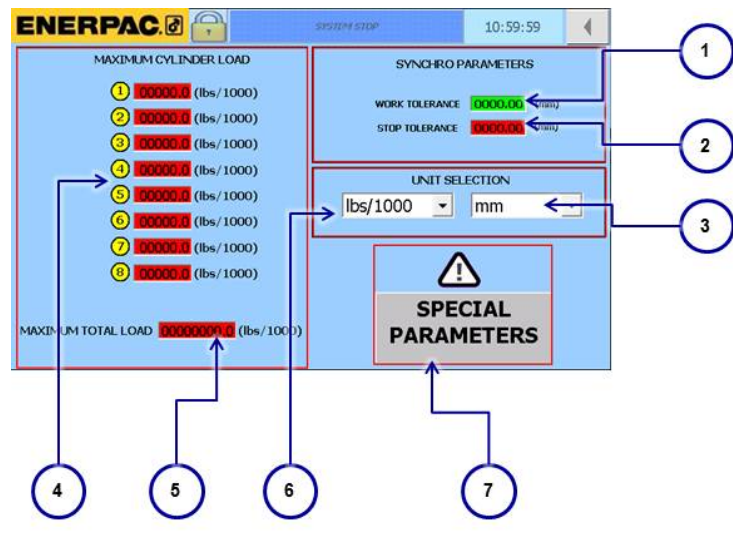 ENERPAC. SYSTEM STOP 10:59:59
MAXIMUM CYLINDER LOAD
1 00000.0 (lbs/1000)
2 00000.0 (lbs/1000)
3 00000.0 (lbs/1000)
4 00000.0 (lbs/1000)
5 00000.0 (lbs/1000)
6 00000.0 (lbs/1000)
7 00000.0 (lbs/1000)
8 00000.0 (lbs/1000)
MAXIMUM TOTAL LOAD 00000000.0 (lbs/1000)
SYNCHRO PARAMETERS
WORK TOLERANCE 0000.00 (mm)
STOP TOLERANCE 0000.00 (mm)
UNIT SELECTION
lbs/1000 mm
SPECIAL
PARAMETERS
1
2
3
4 5 6 7